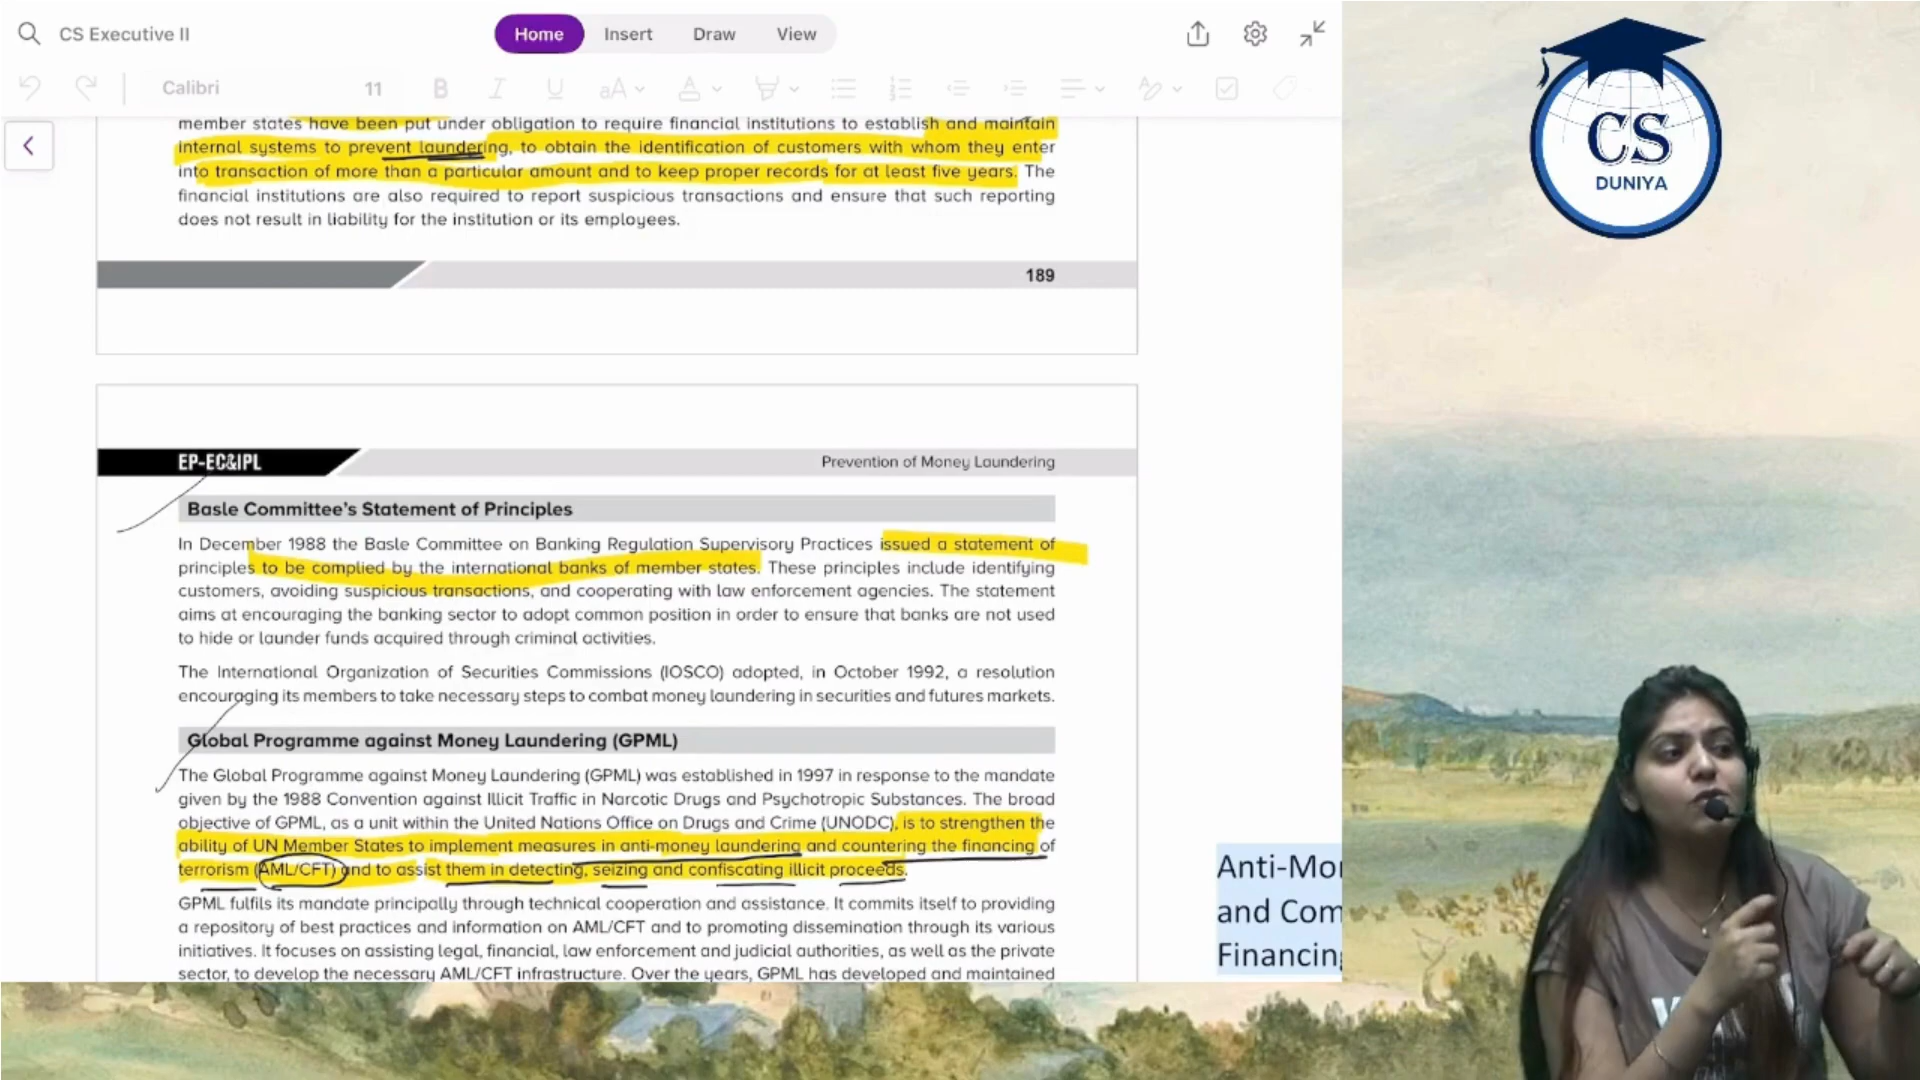 CS Executive II
Home
Insert
Draw
View
Calibri
11
B
I
U
aA
A
member states have been put under obligation to require financial institutions to establish and maintain
internal systems to prevent laundering, to obtain the identification of customers with whom they enter
into transaction of more than a particular amount and to keep proper records for at least five years. The
financial institutions are also required to report suspicious transactions and ensure that such reporting
does not result in liability for the institution or its employees.
189
EP-EC&IPL
Prevention of Money Laundering
Basle Committee's Statement of Principles
In December 1988 the Basle Committee on Banking Regulation Supervisory Practices issued a statement of
principles to be complied by the international banks of member states. These principles include identifying
customers, avoiding suspicious transactions, and cooperating with law enforcement agencies. The statement
aims at encouraging the banking sector to adopt common position in order to ensure that banks are not used
to hide or launder funds acquired through criminal activities.
The International Organization of Securities Commissions (IOSCO) adopted, in October 1992, a resolution
encouraging its members to take necessary steps to combat money laundering in securities and futures markets.
Global Programme against Money Laundering (GPML)
The Global Programme against Money Laundering (GPML) was established in 1997 in response to the mandate
given by the 1988 Convention against Illicit Traffic in Narcotic Drugs and Psychotropic Substances. The broad
objective of GPML, as a unit within the United Nations Office on Drugs and Crime (UNODC), is to strengthen the
ability of UN Member States to implement measures in anti-money laundering and countering the financing of
terrorism (AML/CFT) and to assist them in detecting, seizing and confiscating illicit proceeds.
GPML fulfils its mandate principally through technical cooperation and assistance. It commits itself to providing
a repository of best practices and information on AML/CFT and to promoting dissemination through its various
initiatives. It focuses on assisting legal, financial, law enforcement and judicial authorities, as well as the private
sector, to develop the necessary AML/CFT infrastructure. Over the years, GPML has developed and maintained
Anti-Mo
and Com
Financing
CS
DUNIYA